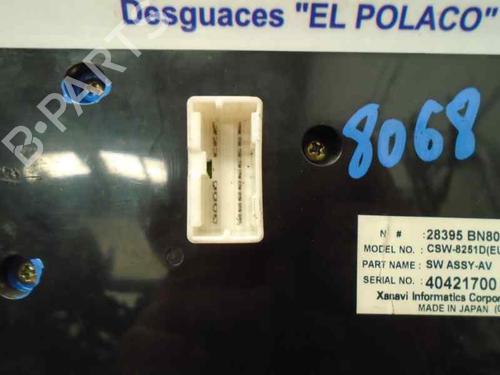 Desguaces "EL POLACO"
B-PARTS
8068
N # : 28395 BN80
MODEL NO. : CSW-8251D(EU
PART NAME : SW ASSY-AV
SERIAL NO. : 40421700
Xanavi Informatics Corpor
MADE IN JAPAN (